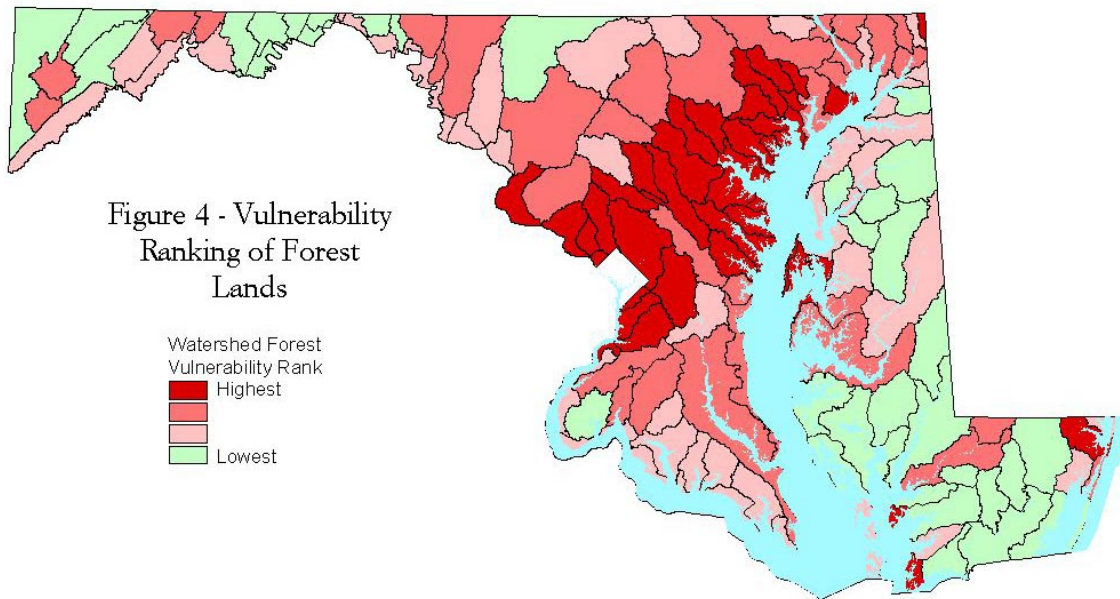 Figure 4 - Vulnerability
Ranking of Forest
Lands
Watershed Forest
Vulnerability Rank
Highest
Lowest